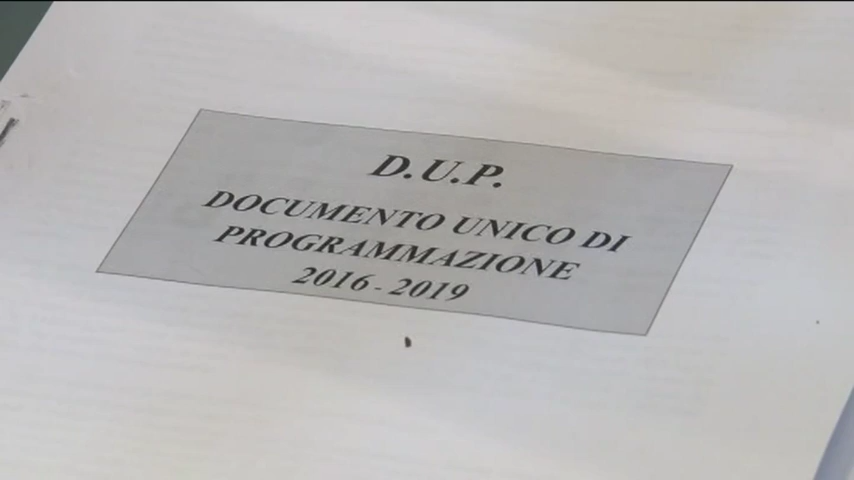 D.U.P.
DOCUMENTO UNICO DI
PROGRAMMAZIONE
2016 - 2019